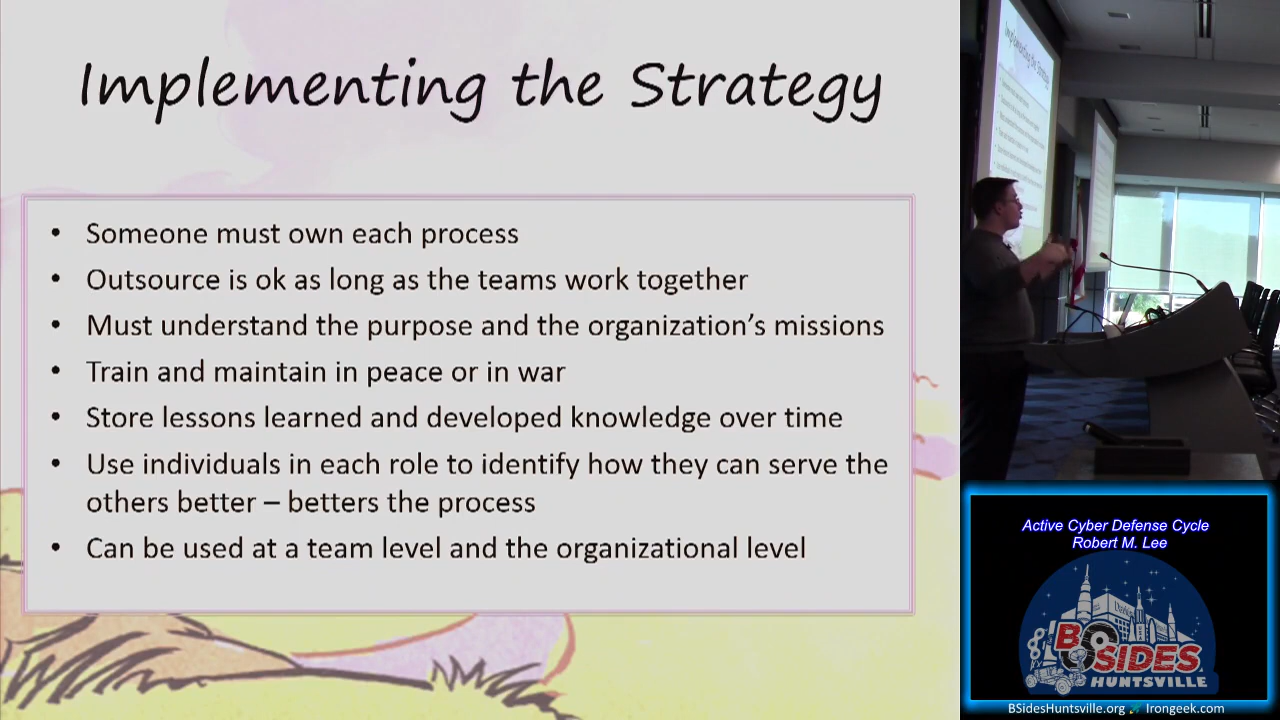 Implementing the Strategy
• Someone must own each process
• Outsource is ok as long as the teams work together
• Must understand the purpose and the organization's missions
• Train and maintain in peace or in war
• Store lessons learned and developed knowledge over time
• Use individuals in each role to identify how they can serve the
others better – betters the process
• Can be used at a team level and the organizational level
Implementing the Strategy
Active Cyber Defense Cycle
Robert M. Lee
BSIDES
HUNTSVILLE
BSidesHuntsville.org Irongeek.com